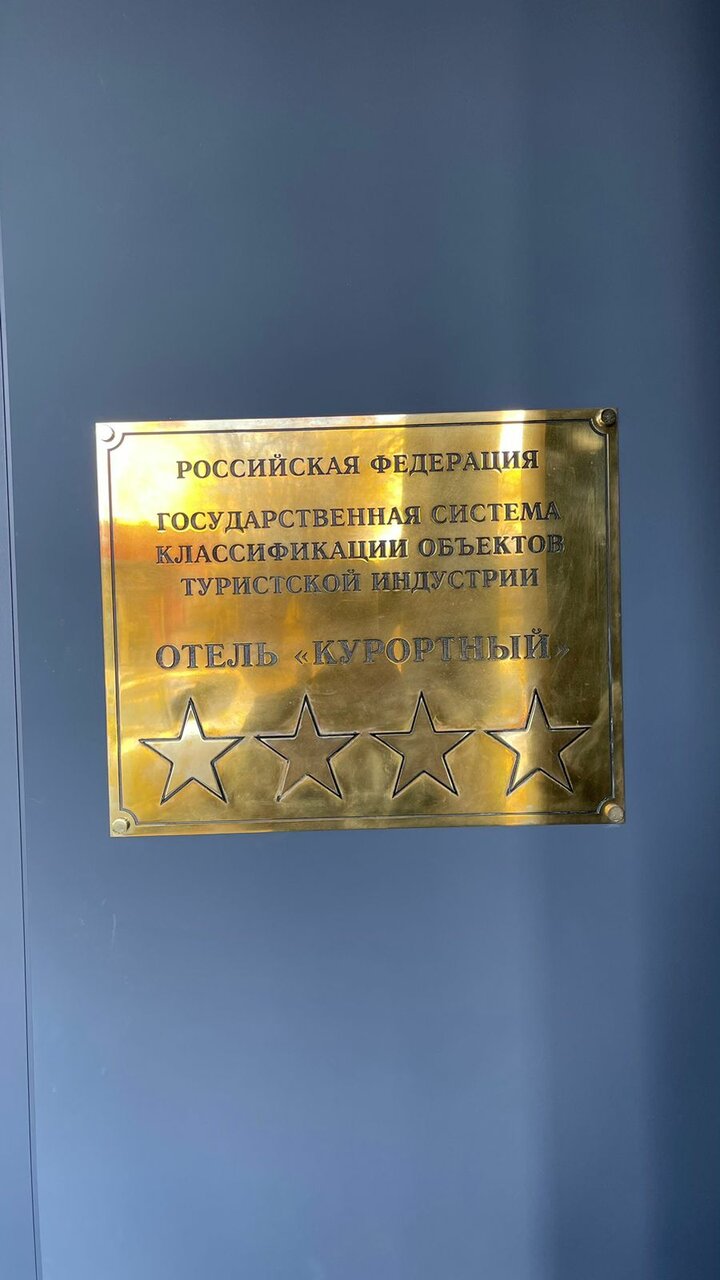 РОССИЙСКАЯ ФЕДЕРАЦИЯ
ГОСУДАРСТВЕННАЯ СИСТЕМА
КЛАССИФИКАЦИИ ОБЪЕКТОВ
ТУРИСТСКОЙ ИНДУСТРИИ
ОТЕЛЬ «КУРОРТНЫЙ»